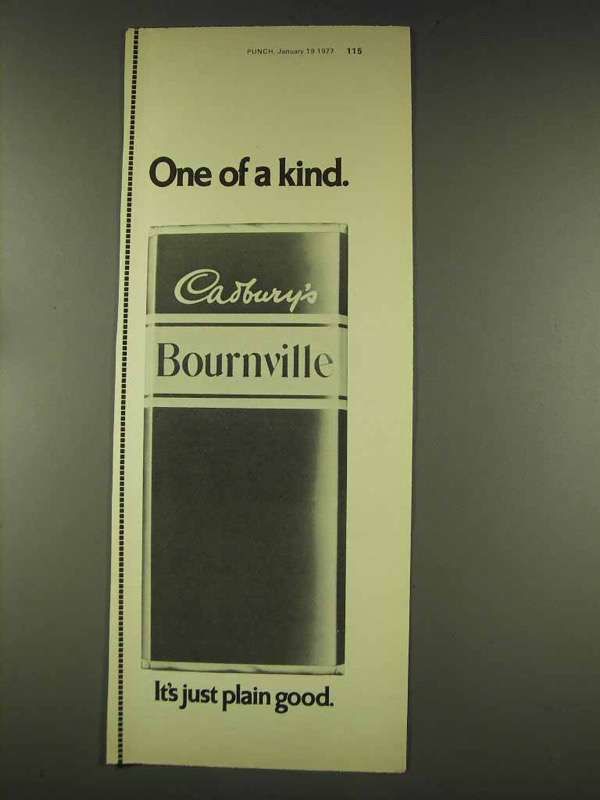 PUNCH, January 19 1977 115
One of a kind.
Cadbury's
Bournville
It's just plain good.